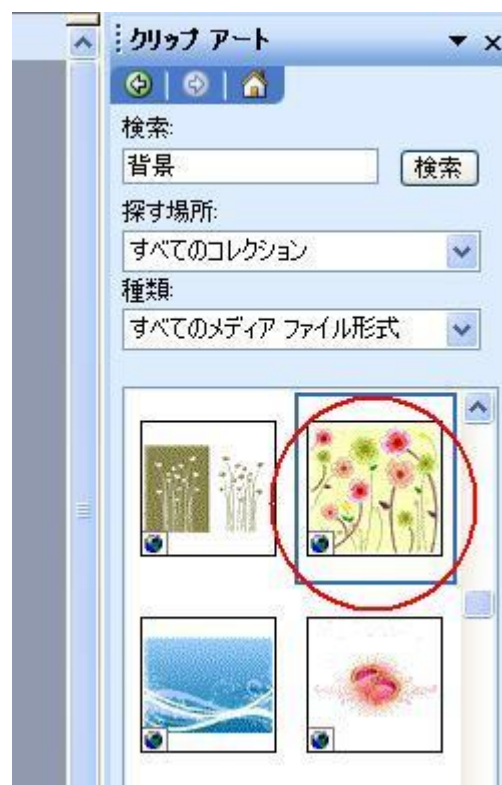 クリップ アート
検索:
背景
検索
探す場所:
すべてのコレクション
種類:
すべてのメディア ファイル形式